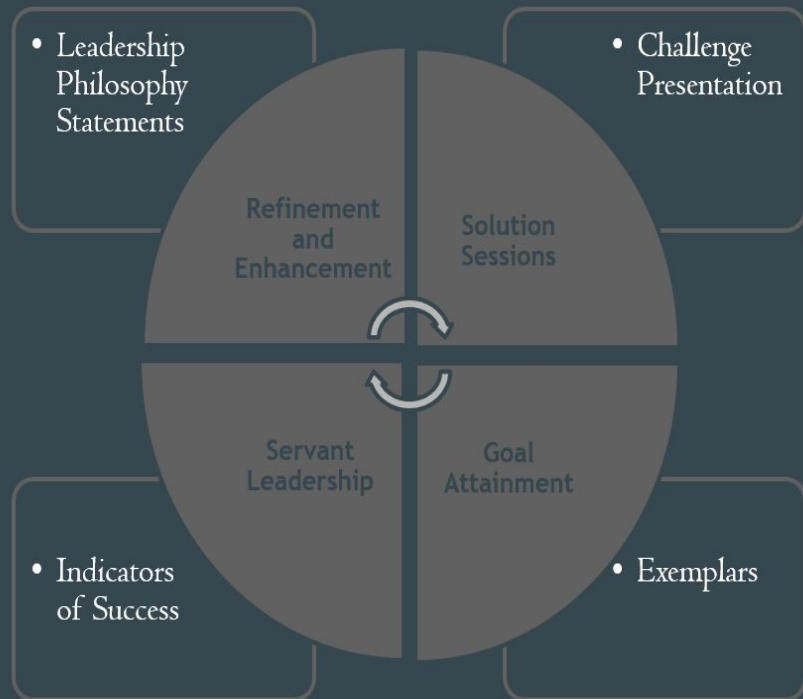 • Leadership
Philosophy
Statements
• Challenge
Presentation
Refinement
and
Enhancement
Solution
Sessions
Servant
Leadership
Goal
Attainment
• Indicators
of Success
• Exemplars